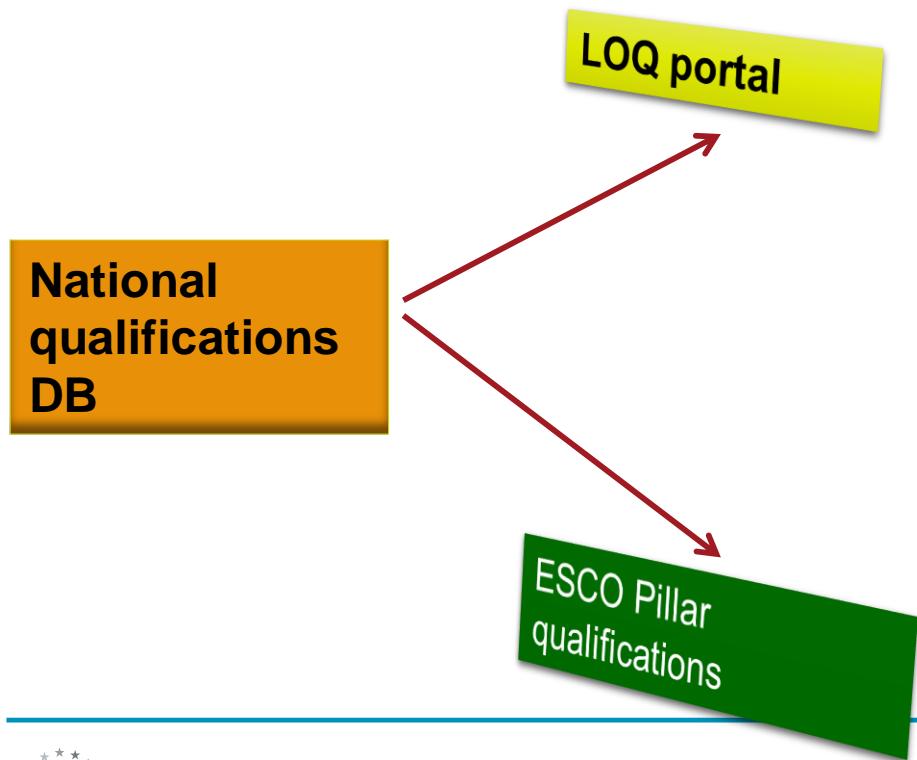 LOQ portal
National
qualifications
DB
ESCO Pillar
qualifications